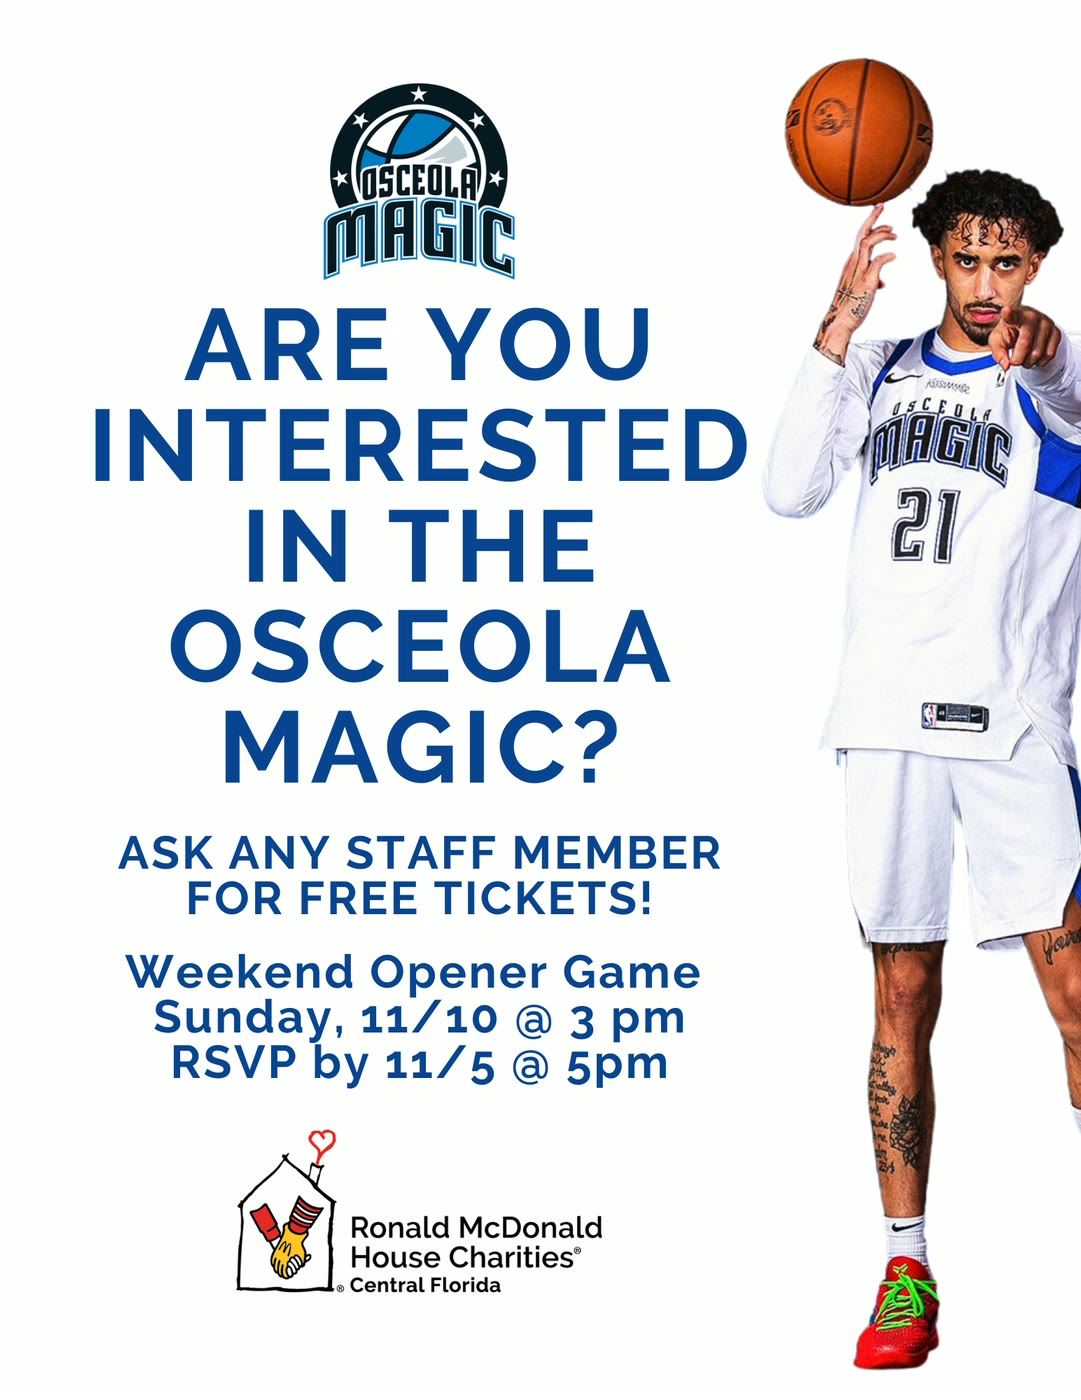 OSCEOLA
MAGIC
ARE YOU
INTERESTED
IN THE
OSCEOLA
MAGIC?
ASK ANY STAFF MEMBER
FOR FREE TICKETS!
Weekend Opener Game
Sunday, 11/10 @ 3 pm
RSVP by 11/5 @ 5pm
Ronald McDonald
House Charities®
® Central Florida
OSCEOLA
MAGIC
21